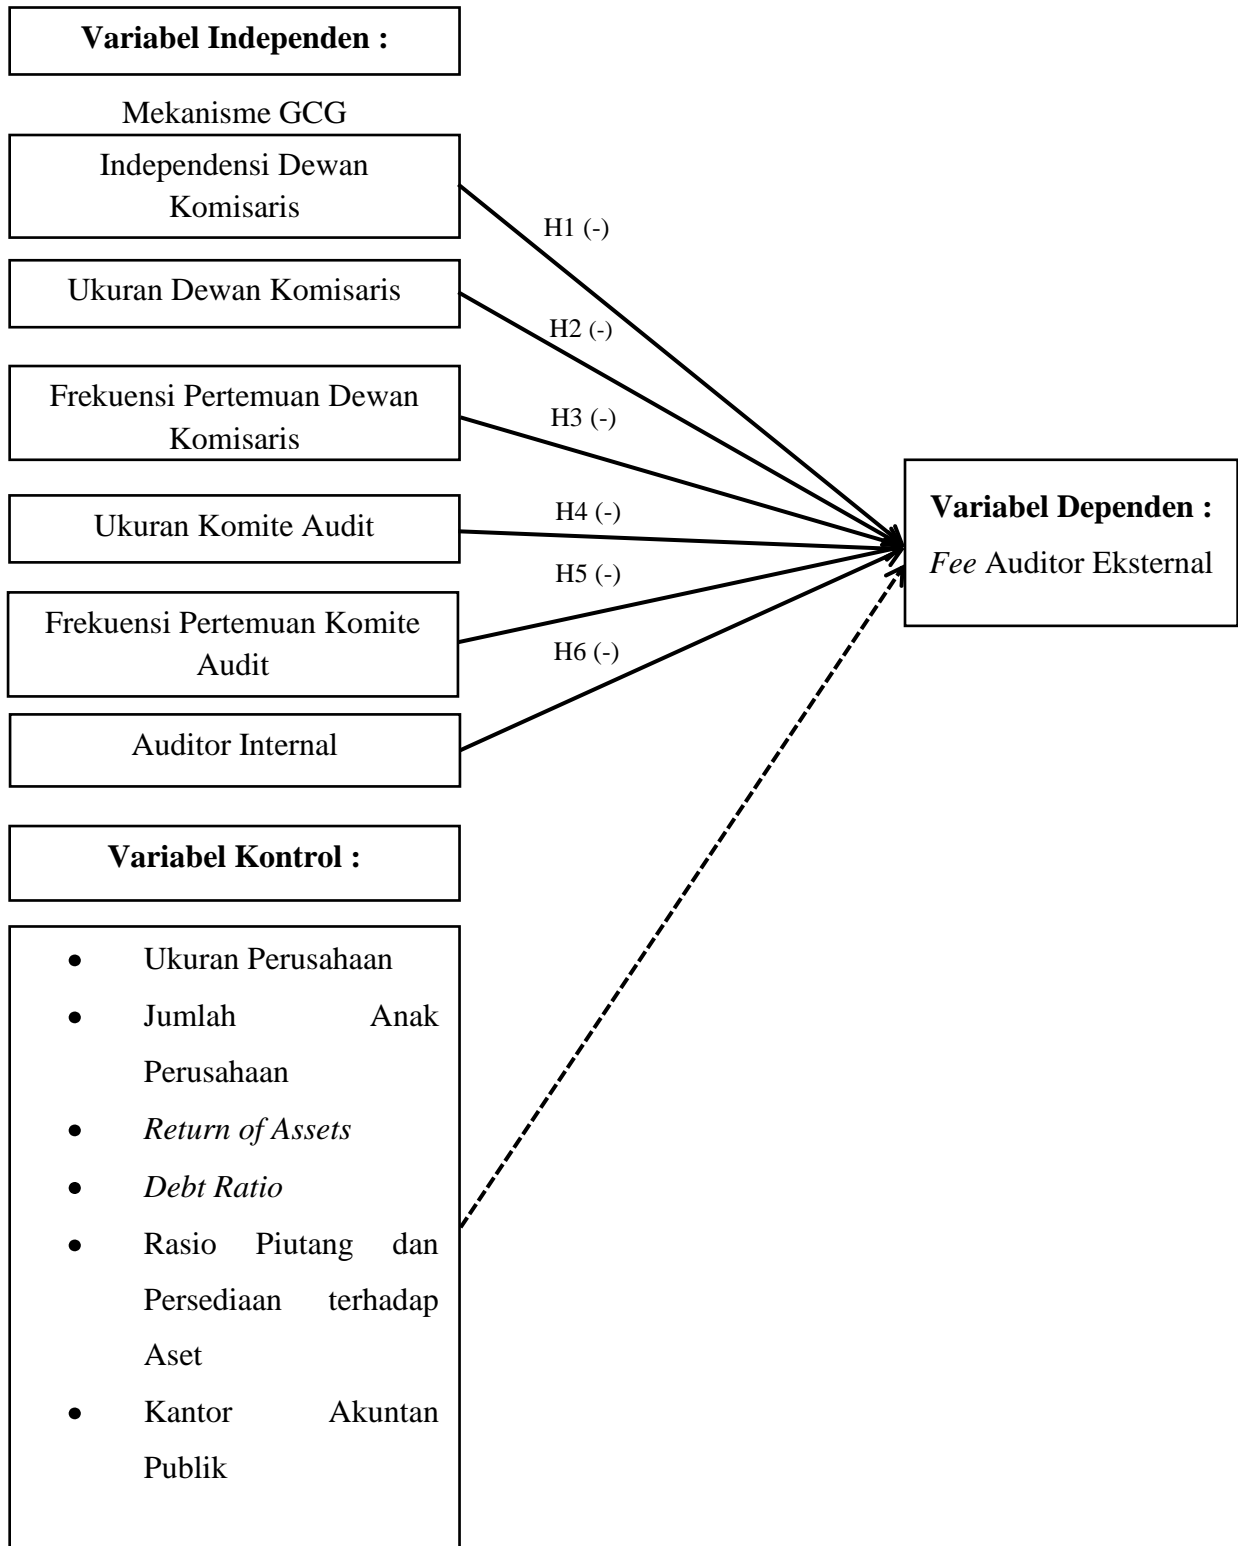 Variabel Independen :
Mekanisme GCG
Independensi Dewan
Komisaris
Ukuran Dewan Komisaris
Frekuensi Pertemuan Dewan
Komisaris
Ukuran Komite Audit
Frekuensi Pertemuan Komite
Audit
Auditor Internal
H1 (-)
H2 (-)
H3 (-)
H4 (-)
H5 (-)
H6 (-)
Variabel Dependen :
Fee Auditor Eksternal
Variabel Kontrol :
• Ukuran Perusahaan
• Jumlah Anak
Perusahaan
• Return of Assets
• Debt Ratio
• Rasio Piutang dan
Persediaan terhadap
Aset
• Kantor Akuntan
Publik